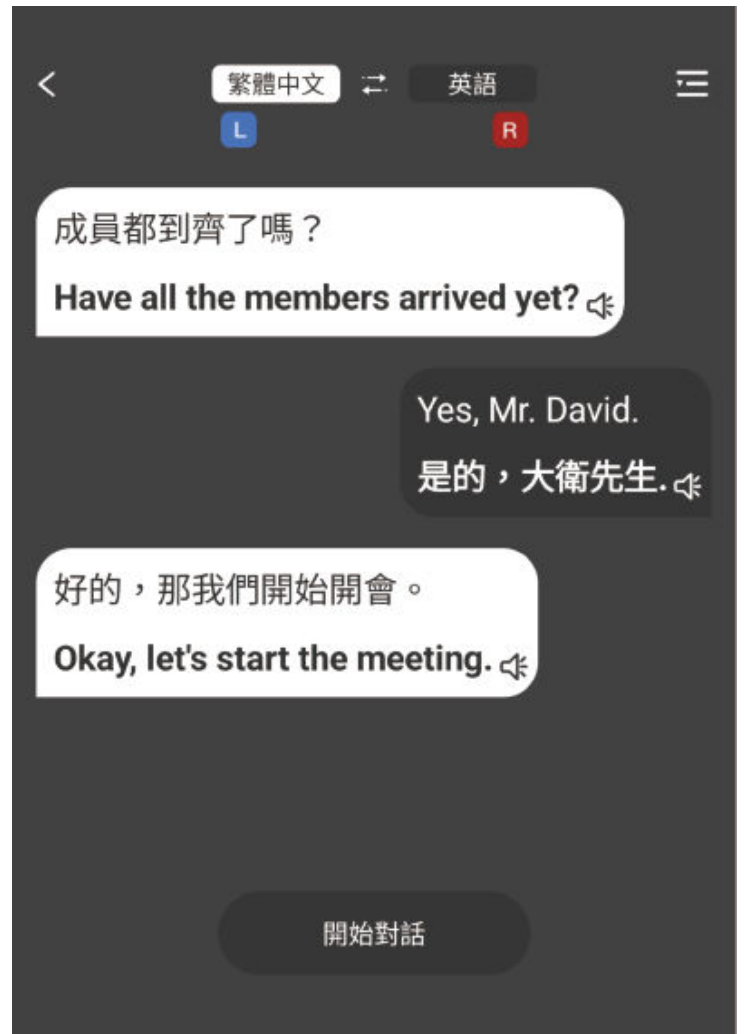 繁體中文 英語
L R
成員都到齊了嗎？
Have all the members arrived yet?
Yes, Mr. David.
是的，大衛先生.
好的，那我們開始開會。
Okay, let's start the meeting.
開始對話